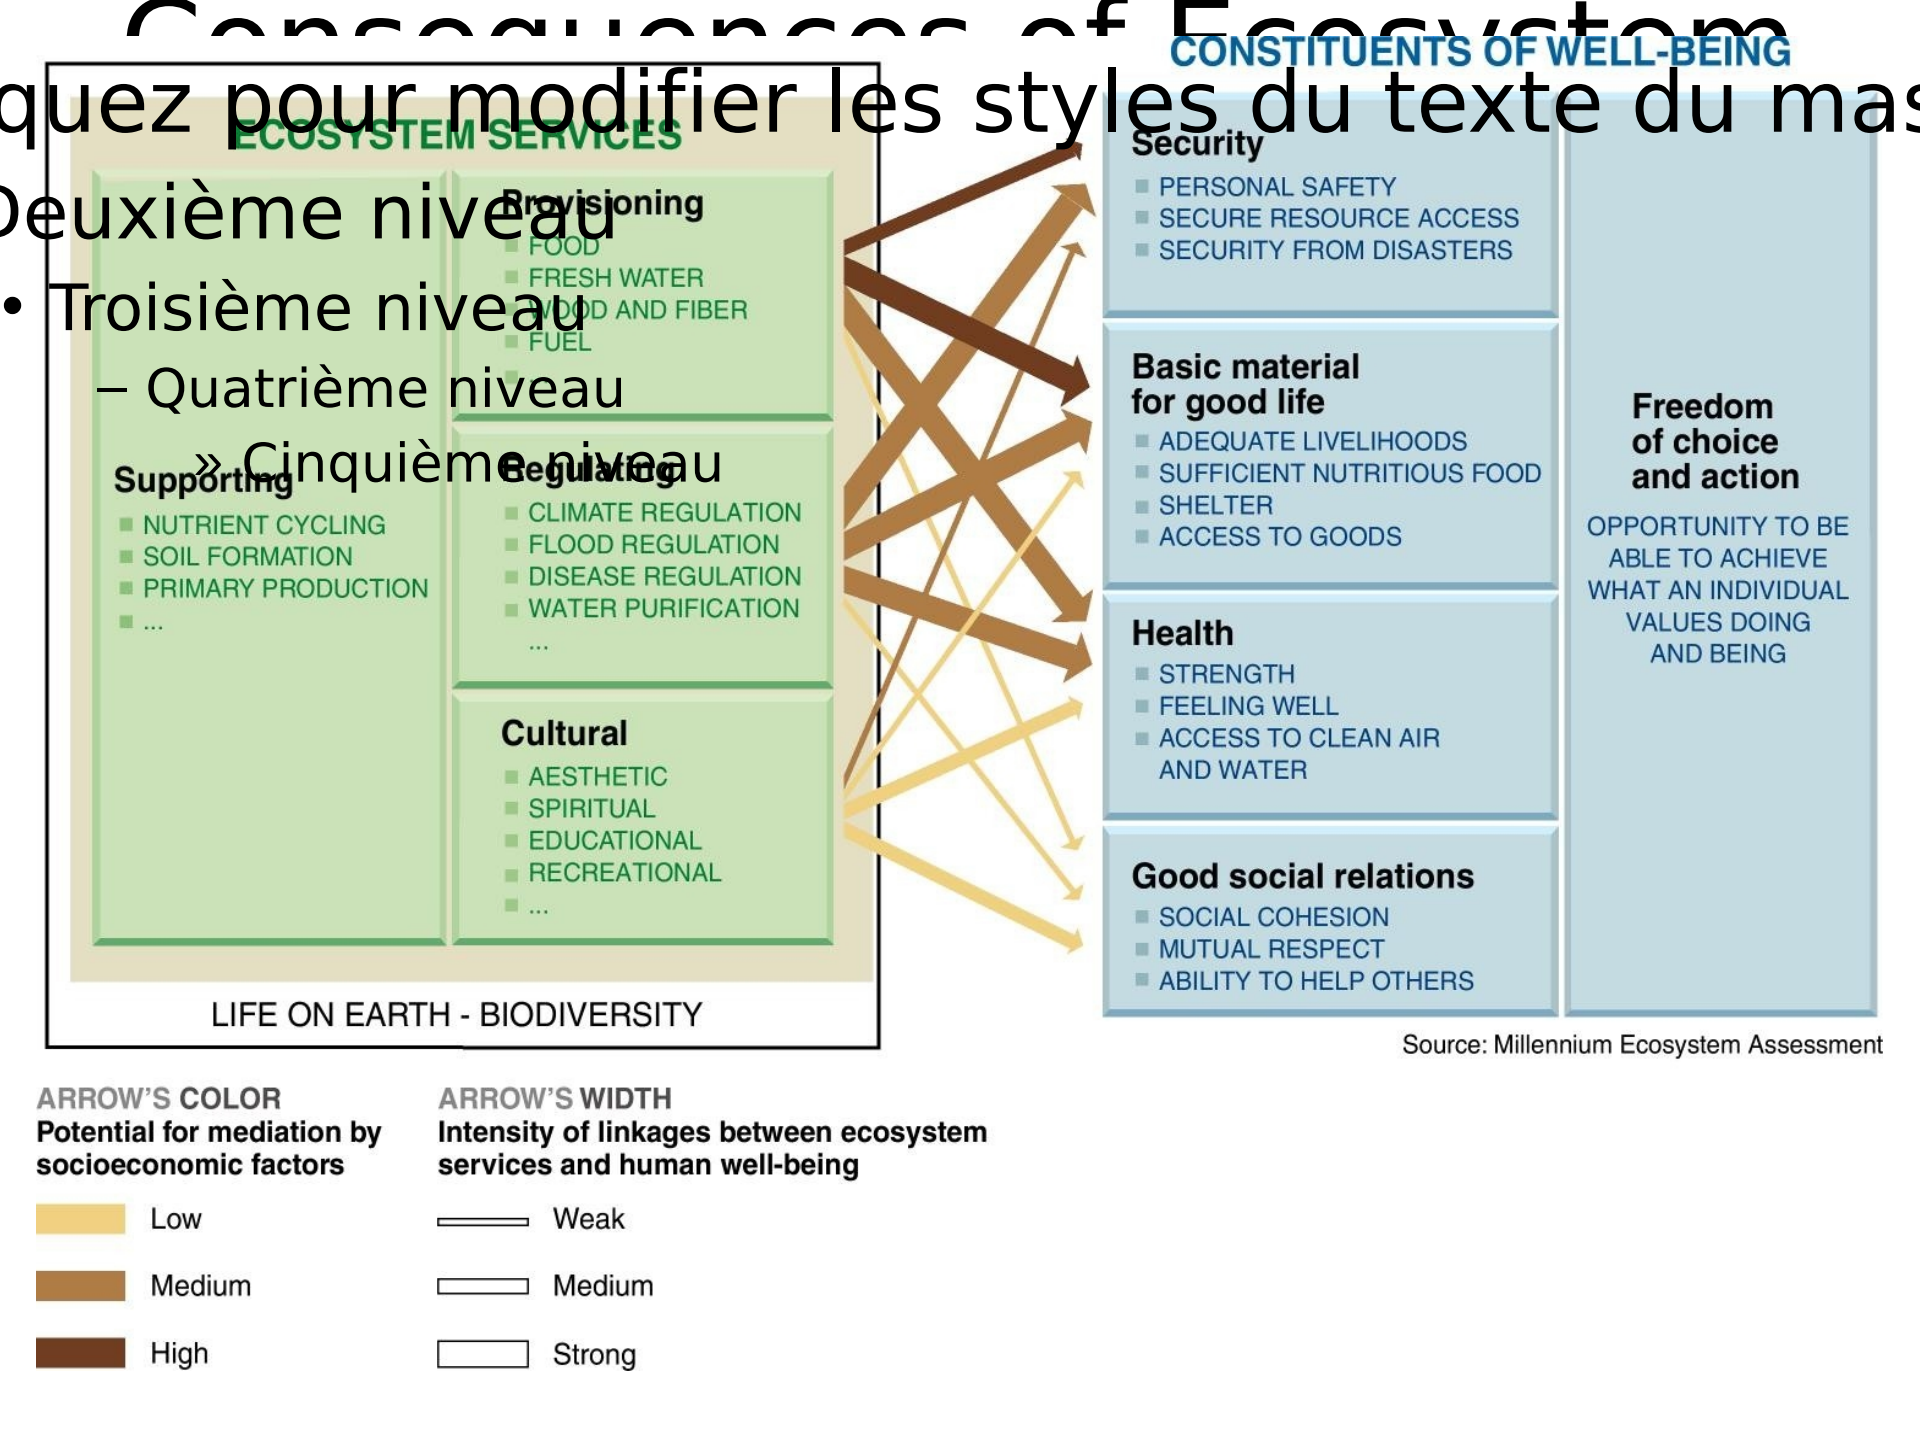 Consequences of Ecosystem
CONSTITUENTS OF WELL-BEING
quez pour modifier les styles du texte du mas
Deuxième niveau
• Troisième niveau
– Quatrième niveau
» Cinquième niveau
ECOSYSTEM SERVICES
Supporting
NUTRIENT CYCLING
SOIL FORMATION
PRIMARY PRODUCTION
...
Provisioning
FOOD
FRESH WATER
WOOD AND FIBER
FUEL
Regulating
CLIMATE REGULATION
FLOOD REGULATION
DISEASE REGULATION
WATER PURIFICATION
...
Cultural
AESTHETIC
SPIRITUAL
EDUCATIONAL
RECREATIONAL
...
LIFE ON EARTH - BIODIVERSITY
Security
PERSONAL SAFETY
SECURE RESOURCE ACCESS
SECURITY FROM DISASTERS
Basic material
for good life
ADEQUATE LIVELIHOODS
SUFFICIENT NUTRITIOUS FOOD
SHELTER
ACCESS TO GOODS
Health
STRENGTH
FEELING WELL
ACCESS TO CLEAN AIR
AND WATER
Good social relations
SOCIAL COHESION
MUTUAL RESPECT
ABILITY TO HELP OTHERS
Freedom
of choice
and action
OPPORTUNITY TO BE
ABLE TO ACHIEVE
WHAT AN INDIVIDUAL
VALUES DOING
AND BEING
Source: Millennium Ecosystem Assessment
ARROW'S COLOR
Potential for mediation by
socioeconomic factors
Low
Medium
High
ARROW'S WIDTH
Intensity of linkages between ecosystem
services and human well-being
Weak
Medium
Strong